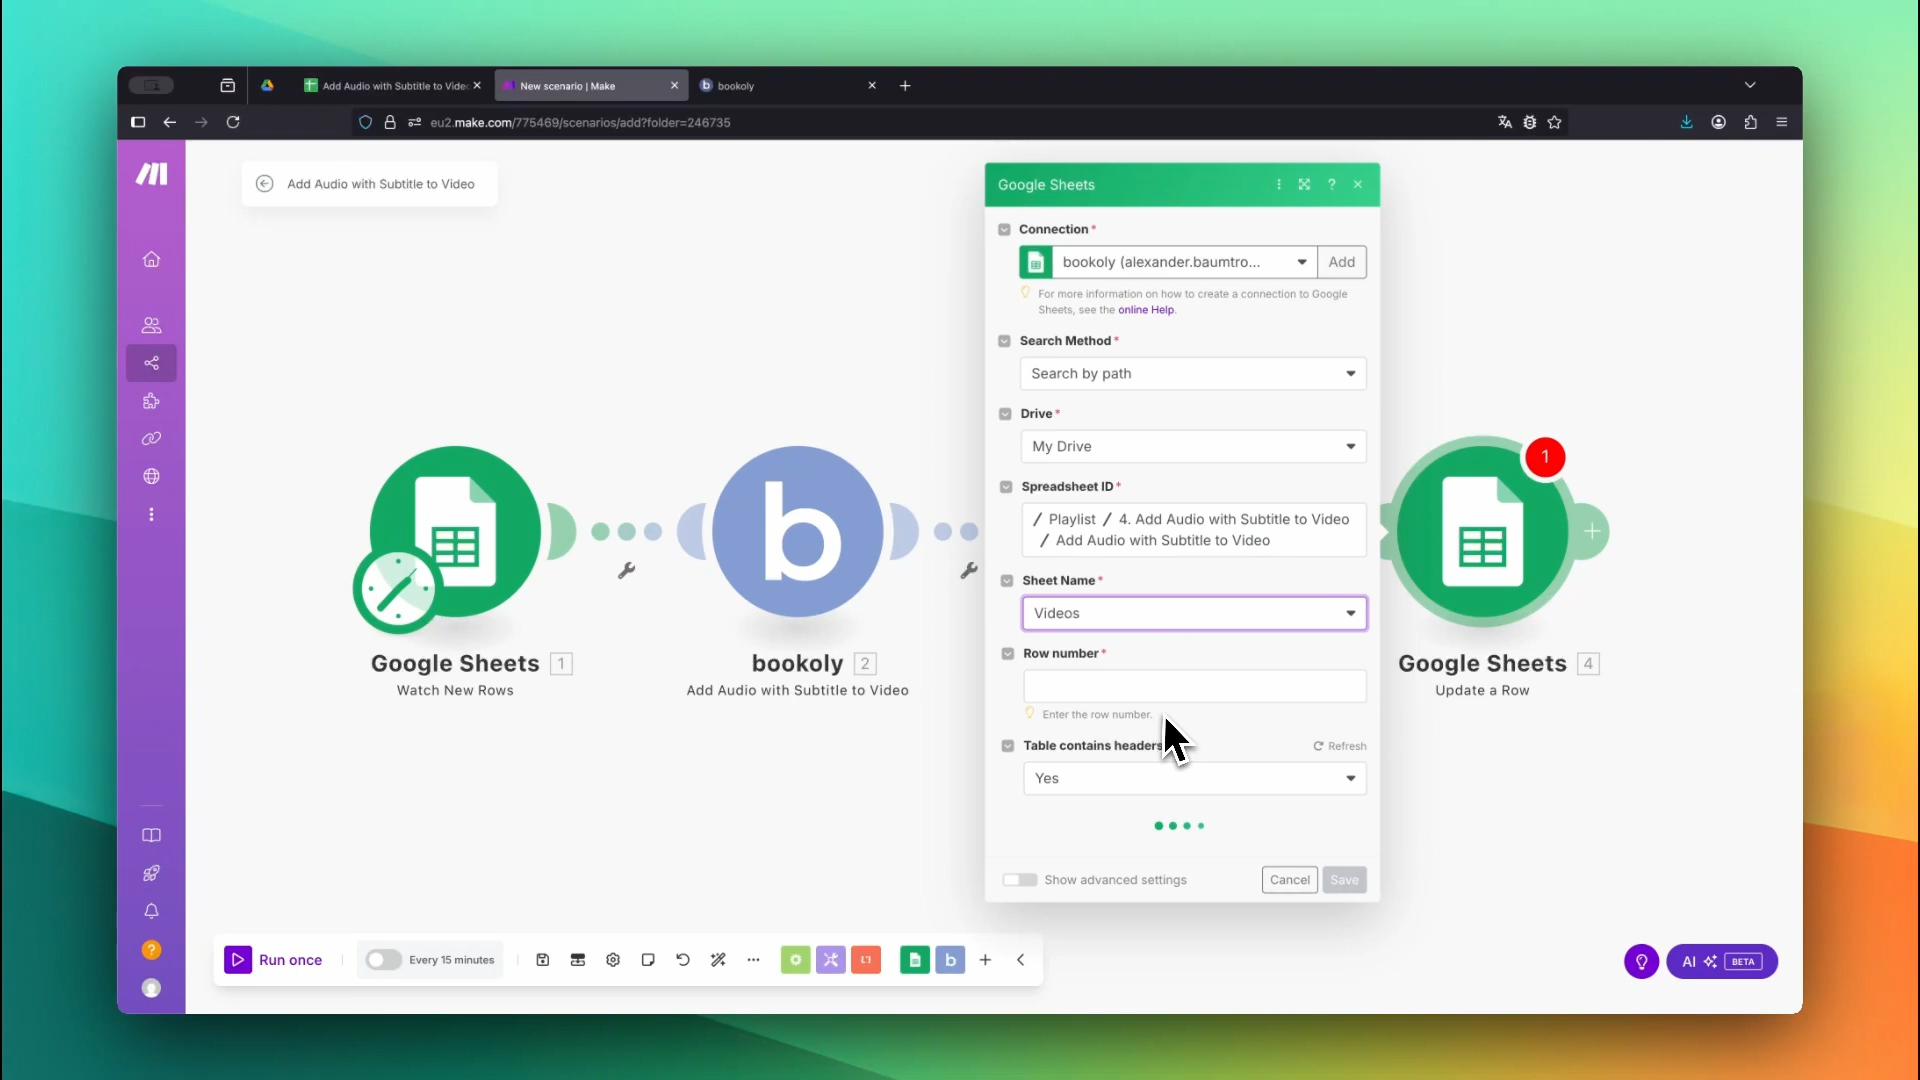 Add Audio with Subtitle to Video
New scenario | Make
bookoly
eu2.make.com/775469/scenarios/add?folder=246735
Add Audio with Subtitle to Video
Google Sheets
Connection *
bookoly (alexander.baumtro...
Add
For more information on how to create a connection to Google
Sheets, see the online Help.
Search Method *
Search by path
Drive *
My Drive
Spreadsheet ID *
/ Playlist / 4. Add Audio with Subtitle to Video
/ Add Audio with Subtitle to Video
Sheet Name *
Videos
Row number *
Enter the row number.
Table contains headers
Refresh
Yes
Show advanced settings
Cancel
Save
Google Sheets 1
Watch New Rows
b
bookoly 2
Add Audio with Subtitle to Video
1
Google Sheets 4
Update a Row
Run once
Every 15 minutes
b
AI BETA